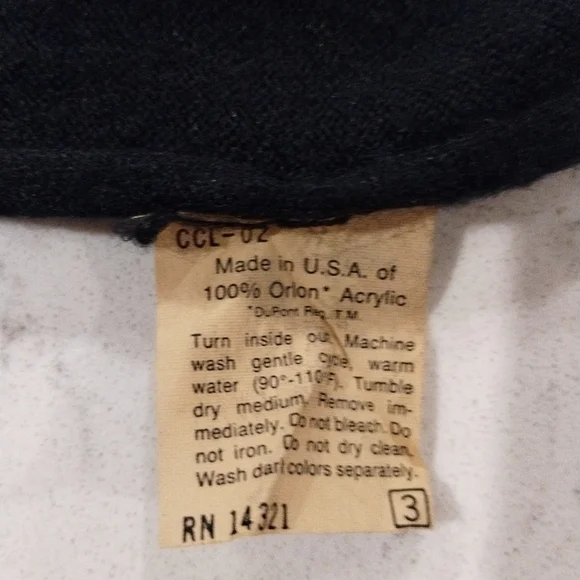 CCL-02
Made in U.S.A. of
100% Orlon* Acrylic
*DuPont Reg. T.M.
Turn inside out. Machine
wash gentle cycle, warm
water (90°-110°F). Tumble
dry medium. Remove im-
mediately. Do not bleach. Do
not iron. Do not dry clean.
Wash dark colors separately.
3
RN 14321